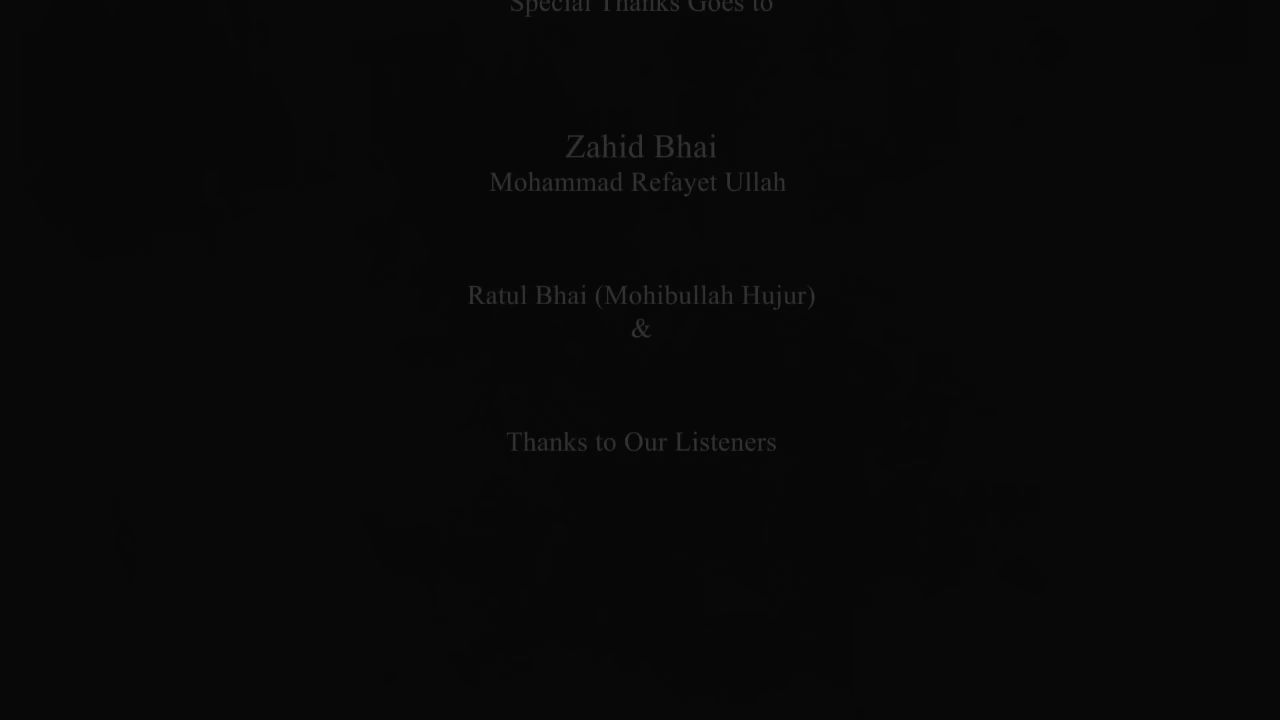 Special Thanks Goes to
Zahid Bhai
Mohammad Refayet Ullah
Ratul Bhai (Mohibullah Hujur)
&
Thanks to Our Listeners